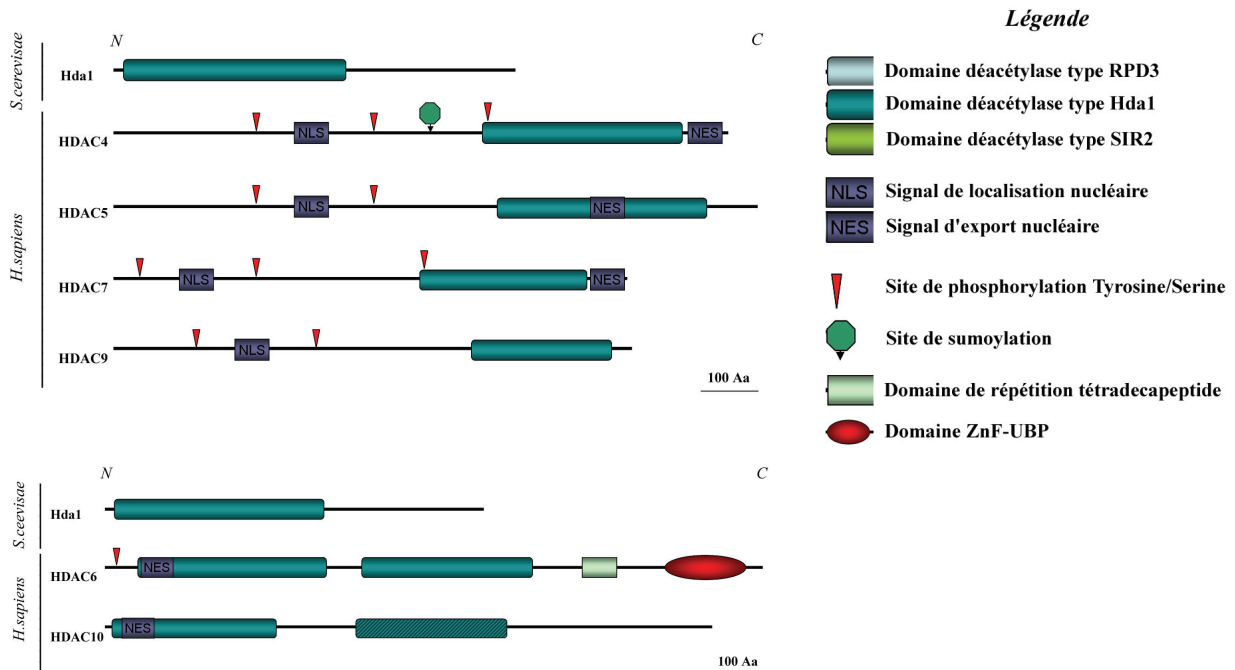 Légende
N C
S.cerevisae
Hda1
H.sapiens
HDAC4 NLS NES
HDAC5 NLS NES
HDAC7 NLS NES
HDAC9 NLS
100 Aa
Domaine déacétylase type RPD3
Domaine déacétylase type Hda1
Domaine déacétylase type SIR2
NLS Signal de localisation nucléaire
NES Signal d'export nucléaire
Site de phosphorylation Tyrosine/Serine
Site de sumoylation
Domaine de répétition tétradecapeptide
Domaine ZnF-UBP
N C
S.ceevisae
Hda1
H.sapiens
HDAC6 NES
HDAC10 NES
100 Aa